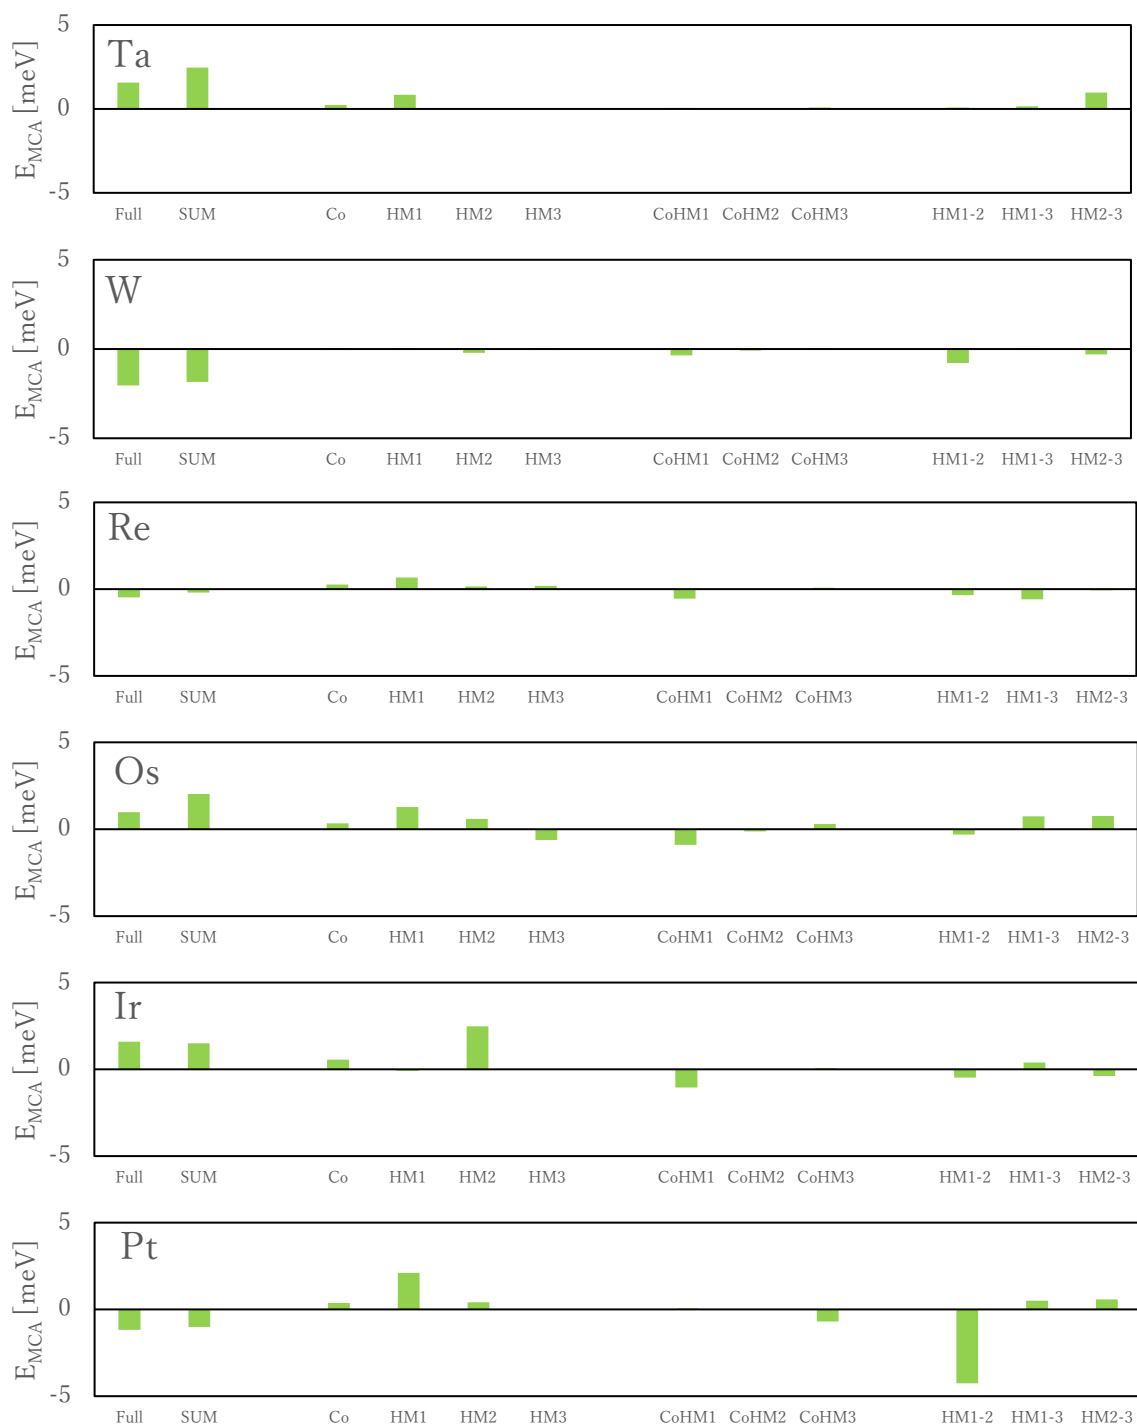 5
Ta
E_MCA [meV]
0
-5
Full SUM Co HM1 HM2 HM3 CoHM1 CoHM2 CoHM3 HM1-2 HM1-3 HM2-3
5
W
E_MCA [meV]
0
-5
Full SUM Co HM1 HM2 HM3 CoHM1 CoHM2 CoHM3 HM1-2 HM1-3 HM2-3
5
Re
E_MCA [meV]
0
-5
Full SUM Co HM1 HM2 HM3 CoHM1 CoHM2 CoHM3 HM1-2 HM1-3 HM2-3
5
Os
E_MCA [meV]
0
-5
Full SUM Co HM1 HM2 HM3 CoHM1 CoHM2 CoHM3 HM1-2 HM1-3 HM2-3
5
Ir
E_MCA [meV]
0
-5
Full SUM Co HM1 HM2 HM3 CoHM1 CoHM2 CoHM3 HM1-2 HM1-3 HM2-3
5
Pt
E_MCA [meV]
0
-5
Full SUM Co HM1 HM2 HM3 CoHM1 CoHM2 CoHM3 HM1-2 HM1-3 HM2-3